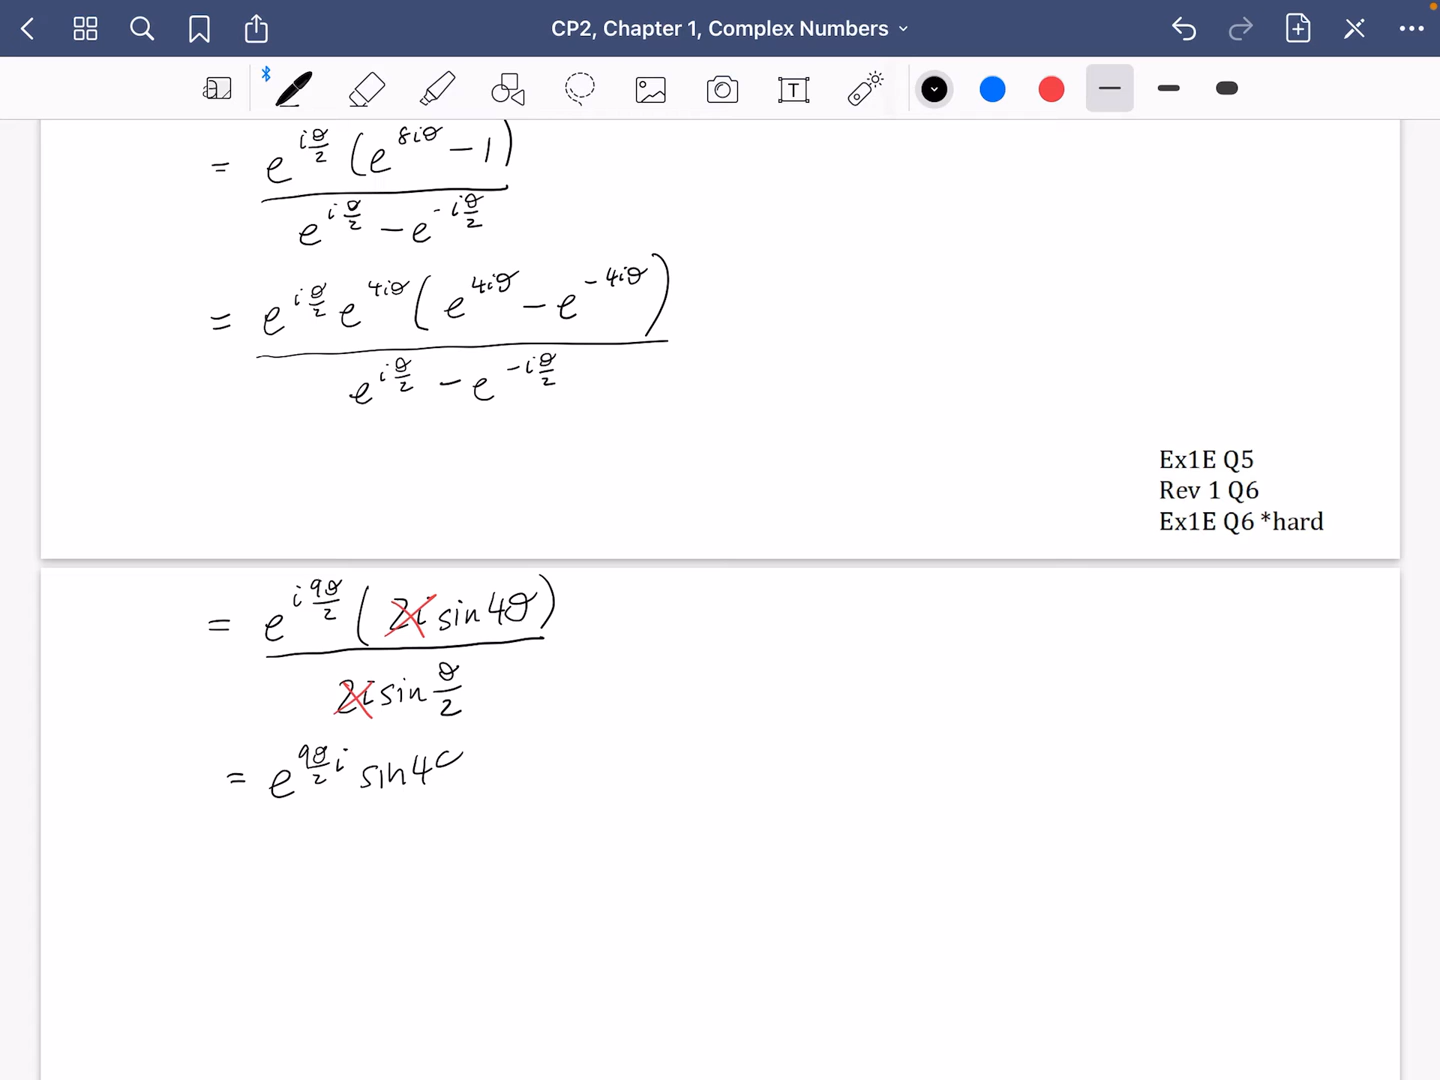 CP2, Chapter 1, Complex Numbers
T
= e^{iθ/2} (e^{8iθ} − 1)
e^{iθ/2} − e^{-iθ/2}
= e^{iθ/2} e^{4iθ} (e^{4iθ} − e^{-4iθ})
e^{iθ/2} − e^{-iθ/2}
Ex1E Q5
Rev 1 Q6
Ex1E Q6 *hard
= e^{i9θ/2} (2i sin 4θ)
2i sin θ/2
= e^{9θ/2 i} sin 4